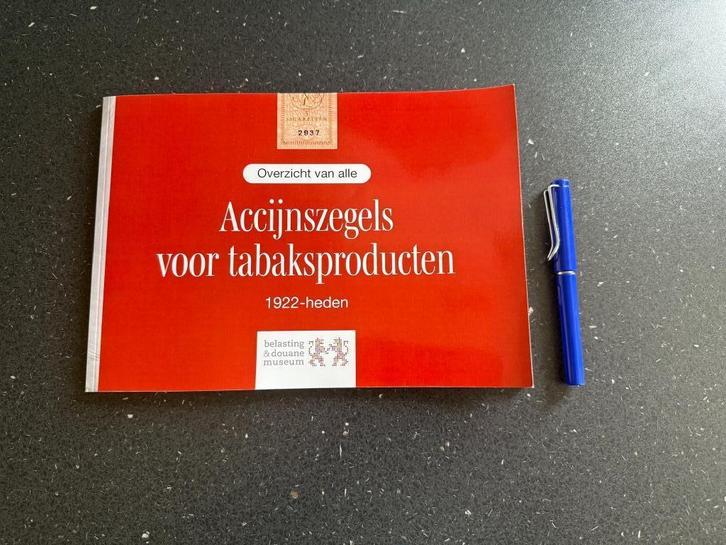 SIGARETTEN
2937
Overzicht van alle
Accijnszegels
voor tabaksproducten
1922-heden
belasting
& douane
museum